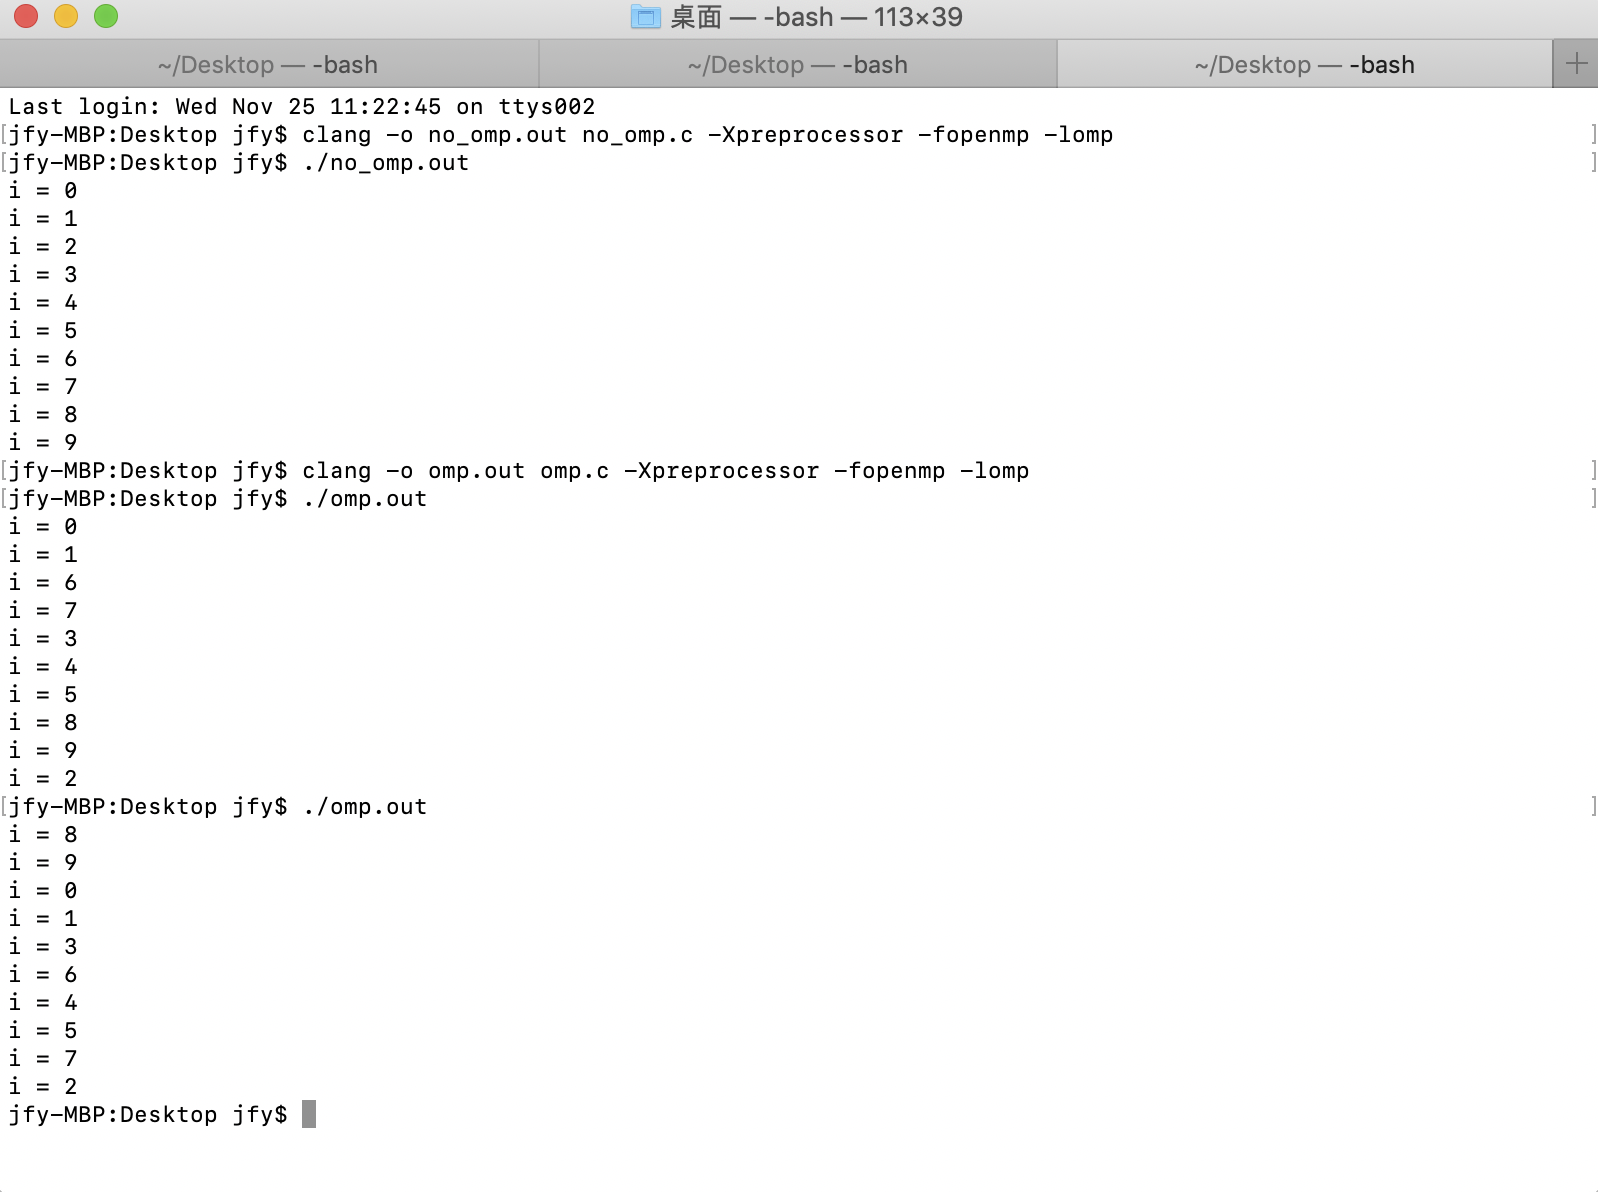 桌面 — -bash — 113×39
~/Desktop — -bash
~/Desktop — -bash
~/Desktop — -bash
+
Last login: Wed Nov 25 11:22:45 on ttys002
[jfy-MBP:Desktop jfy$ clang -o no_omp.out no_omp.c -Xpreprocessor -fopenmp -lomp ]
[jfy-MBP:Desktop jfy$ ./no_omp.out ]
i = 0
i = 1
i = 2
i = 3
i = 4
i = 5
i = 6
i = 7
i = 8
i = 9
[jfy-MBP:Desktop jfy$ clang -o omp.out omp.c -Xpreprocessor -fopenmp -lomp ]
[jfy-MBP:Desktop jfy$ ./omp.out ]
i = 0
i = 1
i = 6
i = 7
i = 3
i = 4
i = 5
i = 8
i = 9
i = 2
[jfy-MBP:Desktop jfy$ ./omp.out ]
i = 8
i = 9
i = 0
i = 1
i = 3
i = 6
i = 4
i = 5
i = 7
i = 2
jfy-MBP:Desktop jfy$